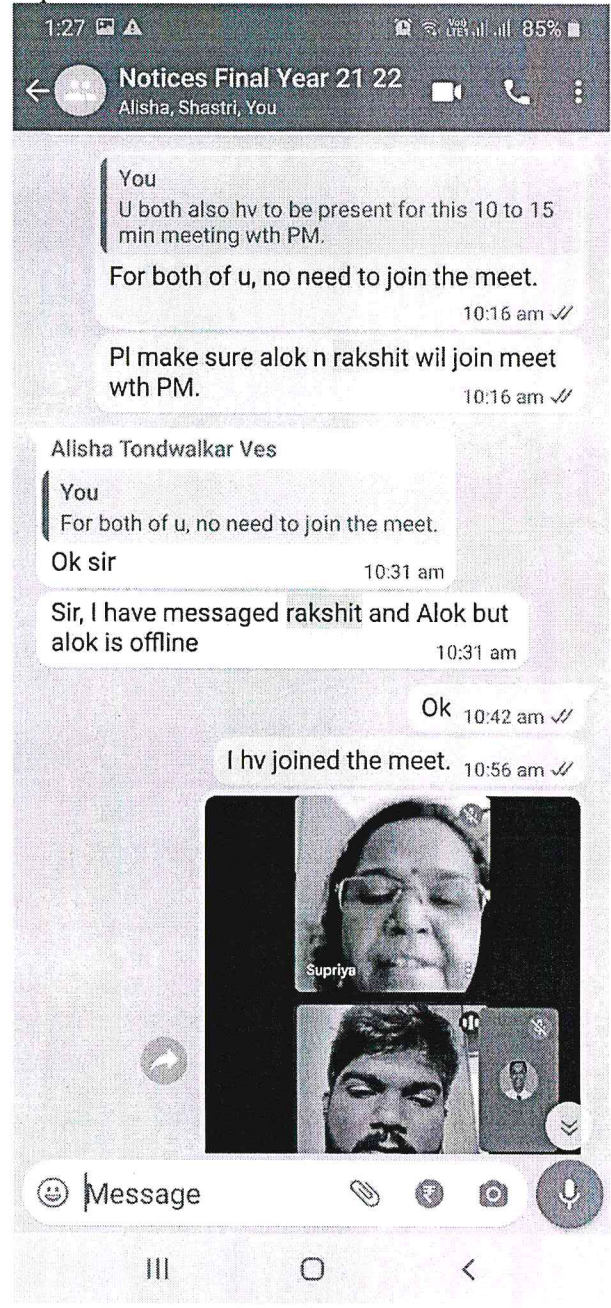 1:27 85%
Notices Final Year 21 22
Alisha, Shastri, You
You
U both also hv to be present for this 10 to 15
min meeting wth PM.
For both of u, no need to join the meet.
10:16 am
Pl make sure alok n rakshit wil join meet
wth PM.
10:16 am
Alisha Tondwalkar Ves
You
For both of u, no need to join the meet.
Ok sir
10:31 am
Sir, I have messaged rakshit and Alok but
alok is offline
10:31 am
Ok 10:42 am
I hv joined the meet. 10:56 am
Supriya
Message